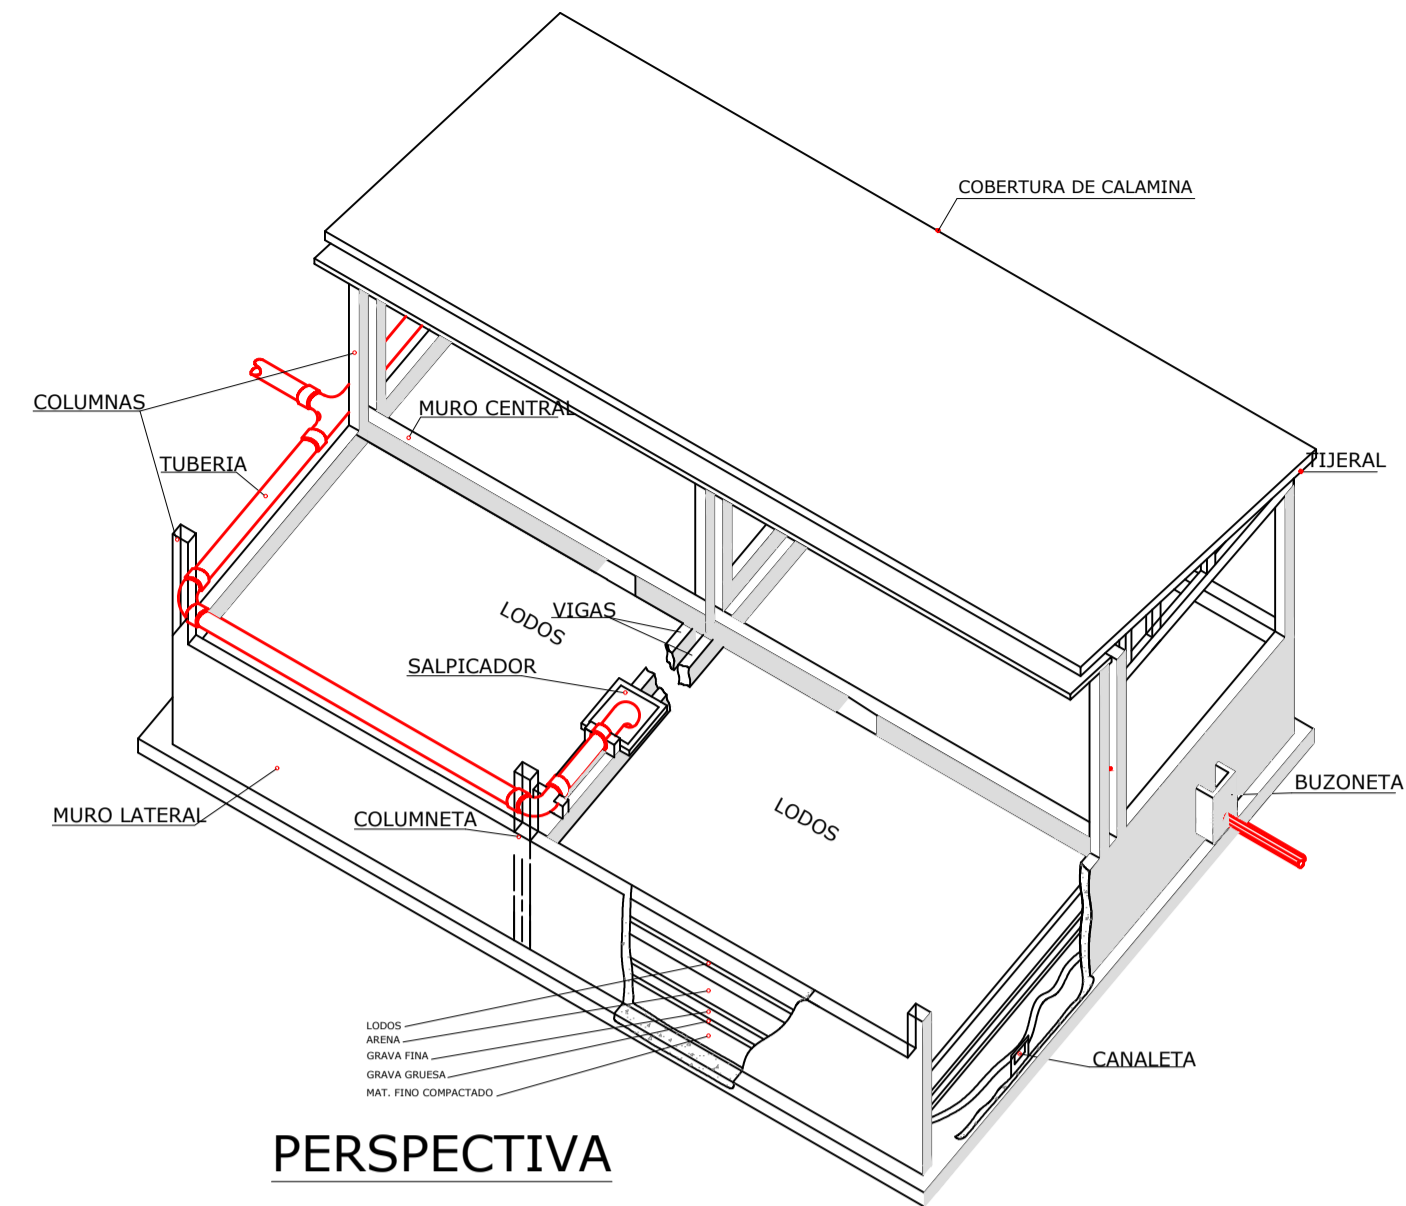 COBERTURA DE CALAMINA
COLUMNAS
MURO CENTRAL
TUBERIA
TIJERAL
LODOS
VIGAS
SALPICADOR
BUZONETA
MURO LATERAL
COLUMNETA
LODOS
LODOS
ARENA
GRAVA FINA
GRAVA GRUESA
MAT. FINO COMPACTADO
CANALETA
PERSPECTIVA